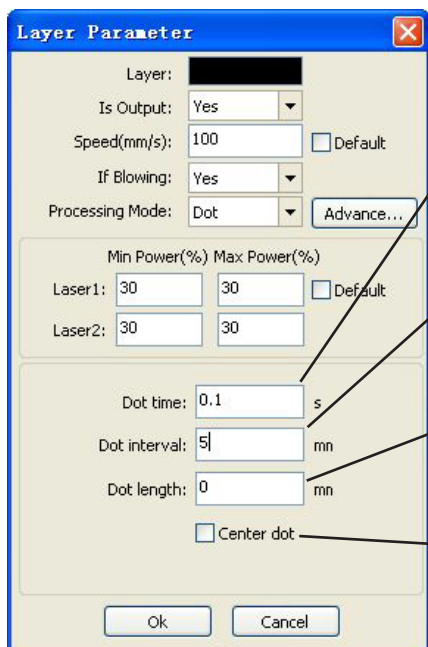 Layer Parameter
Layer:
Is Output: Yes
Speed(mm/s): 100 Default
If Blowing: Yes
Processing Mode: Dot Advance...
Min Power(%) Max Power(%)
Laser1: 30 30 Default
Laser2: 30 30
Dot time: 0.1 s
Dot interval: 5 mn
Dot length: 0 mn
Center dot
Ok Cancel